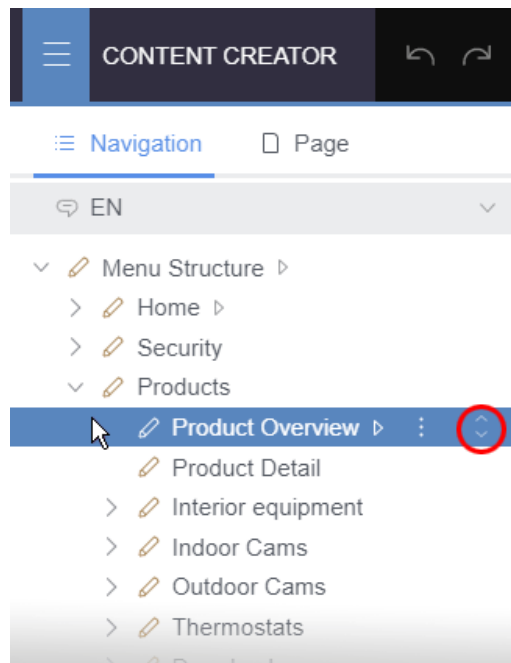 CONTENT CREATOR
Navigation Page
EN
Menu Structure
Home
Security
Products
Product Overview
Product Detail
Interior equipment
Indoor Cams
Outdoor Cams
Thermostats